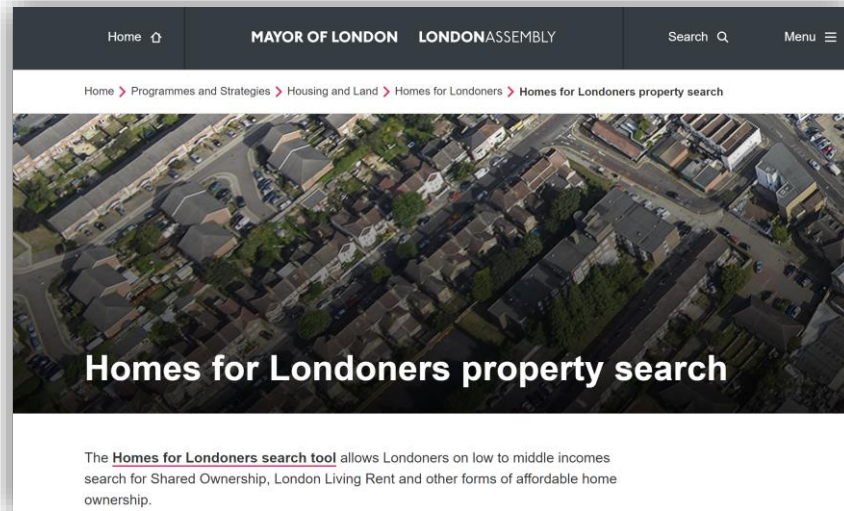 Home
MAYOR OF LONDON LONDONASSEMBLY
Search
Menu
Home > Programmes and Strategies > Housing and Land > Homes for Londoners > Homes for Londoners property search
Homes for Londoners property search
The Homes for Londoners search tool allows Londoners on low to middle incomes
search for Shared Ownership, London Living Rent and other forms of affordable home
ownership.